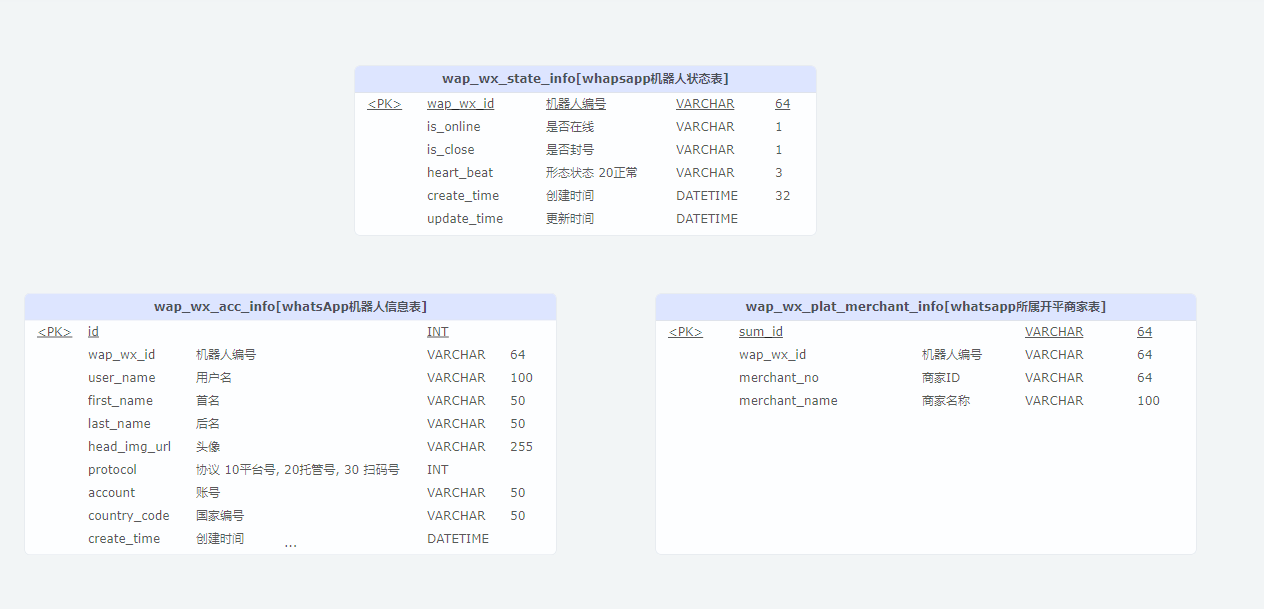 wap_wx_state_info[whapsapp机器人状态表]
<PK> wap_wx_id 机器人编号 VARCHAR 64
is_online 是否在线 VARCHAR 1
is_close 是否封号 VARCHAR 1
heart_beat 形态状态 20正常 VARCHAR 3
create_time 创建时间 DATETIME 32
update_time 更新时间 DATETIME
wap_wx_acc_info[whatsApp机器人信息表]
<PK> id INT
wap_wx_id 机器人编号 VARCHAR 64
user_name 用户名 VARCHAR 100
first_name 首名 VARCHAR 50
last_name 后名 VARCHAR 50
head_img_url 头像 VARCHAR 255
protocol 协议 10平台号, 20托管号, 30 扫码号 INT
account 账号 VARCHAR 50
country_code 国家编号 VARCHAR 50
create_time 创建时间 ... DATETIME
wap_wx_plat_merchant_info[whatsapp所属开平商家表]
<PK> sum_id VARCHAR 64
wap_wx_id 机器人编号 VARCHAR 64
merchant_no 商家ID VARCHAR 64
merchant_name 商家名称 VARCHAR 100